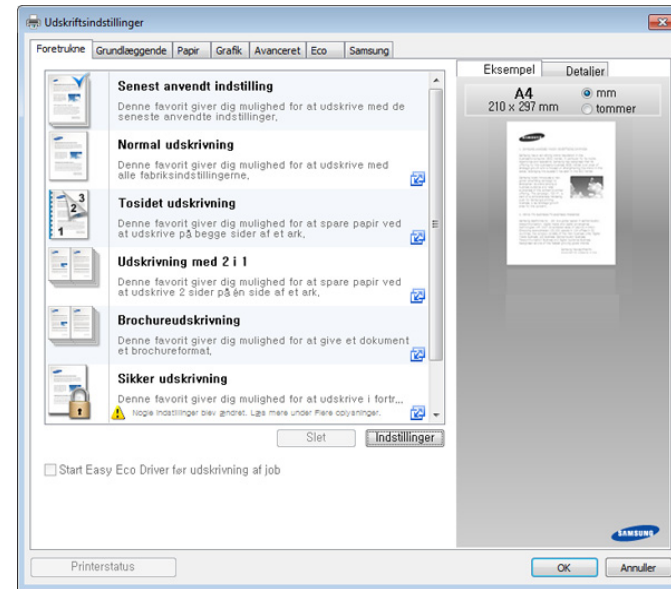 Udskriftsindstillinger
Foretrukne Grundlæggende Papir Grafik Avanceret Eco Samsung
Senest anvendt indstilling
Denne favorit giver dig mulighed for at udskrive med de
seneste anvendte indstillinger.
Normal udskrivning
Denne favorit giver dig mulighed for at udskrive med
alle fabriksindstillingerne.
Tosidet udskrivning
Denne favorit giver dig mulighed for at spare papir ved
at udskrive på begge sider af et ark.
Udskrivning med 2 i 1
Denne favorit giver dig mulighed for at spare papir ved
at udskrive 2 sider på én side af et ark.
Brochureudskrivning
Denne favorit giver dig mulighed for at give et dokument
et brochureformat.
Sikker udskrivning
Denne favorit giver dig mulighed for at udskrive i fortr...
Nogle indstillinger blev ændret. Læs mere under Flere oplysninger.
Slet Indstillinger
Start Easy Eco Driver før udskrivning af job
Printerstatus
Eksempel Detaljer
A4
210 x 297 mm
mm
tommer
SAMSUNG
OK Annuller